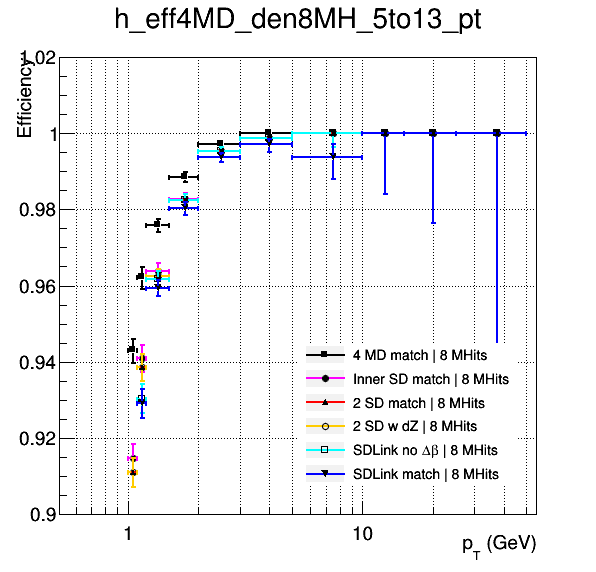 h_eff4MD_den8MH_5to13_pt
Efficiency
1.02
1
0.98
0.96
0.94
0.92
0.9
4 MD match | 8 MHits
Inner SD match | 8 MHits
2 SD match | 8 MHits
2 SD w dZ | 8 MHits
SDLink no Δβ | 8 MHits
SDLink match | 8 MHits
1
10
p_T (GeV)